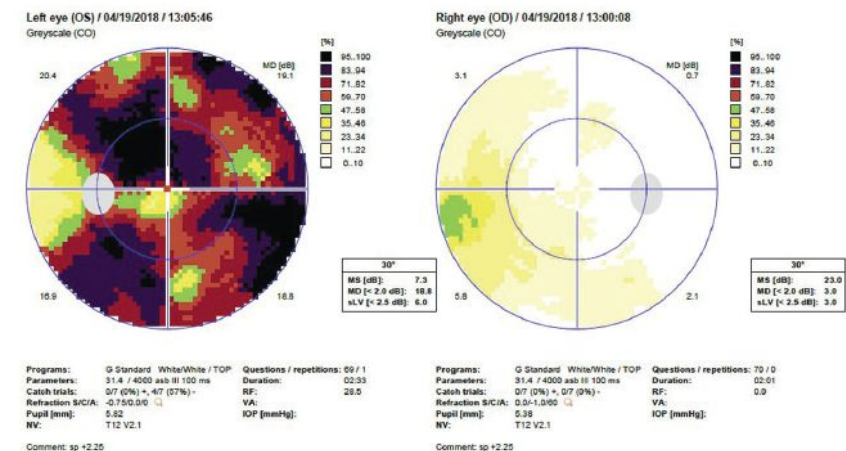 Left eye (OS) / 04/19/2018 / 13:05:46
Greyscale (CO)
[%]
95..100
83..94
71..82
59..70
47..58
35..46
23..34
11..22
0..10
MD [dB]
20.4
19.1
16.9
18.8
30°
MS [dB]: 7.3
MD [< 2.0 dB]: 18.8
sLV [< 2.5 dB]: 6.0
Programs: G Standard White/White / TOP Questions / repetitions: 69 / 1
Parameters: 31.4 / 4000 asb III 100 ms Duration: 02:33
Catch trials: 0/7 (0%) +, 4/7 (57%) - RF: 28.5
Refraction S/C/A: -0.75/0.0/0 VA:
Pupil [mm]: 5.82 IOP [mmHg]:
NV: T12 V2.1
Comment: sp +2.25
Right eye (OD) / 04/19/2018 / 13:00:08
Greyscale (CO)
[%]
95..100
83..94
71..82
59..70
47..58
35..46
23..34
11..22
0..10
MD [dB]
3.1
0.7
5.8
2.1
30°
MS [dB]: 23.0
MD [< 2.0 dB]: 3.0
sLV [< 2.5 dB]: 3.0
Programs: G Standard White/White / TOP Questions / repetitions: 70 / 0
Parameters: 31.4 / 4000 asb III 100 ms Duration: 02:01
Catch trials: 0/7 (0%) +, 0/7 (0%) - RF: 0.0
Refraction S/C/A: 0.0/-1.0/60 VA:
Pupil [mm]: 5.38 IOP [mmHg]:
NV: T12 V2.1
Comment: sp +2.25